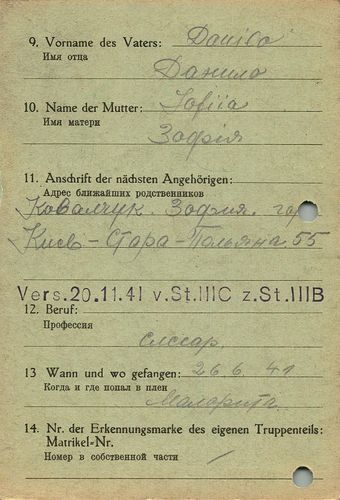 9. Vorname des Vaters: Danilo
Имя отца
Данило
10. Name der Mutter: Sofiia
Имя матери
Зофія
11. Anschrift der nächsten Angehörigen:
Адрес ближайших родственников
Ковалчук. Зофия. гор
Киев – Стара – Польяна 55
Vers. 20.11.41 v. St. IIIC z. St. IIIB
12. Beruf:
Профессия
слесар
13 Wann und wo gefangen: 26 6. 41
Когда и где попал в плен
Малорита
14. Nr. der Erkennungsmarke des eigenen Truppenteils:
Matrikel-Nr.
Номер в собственной части /